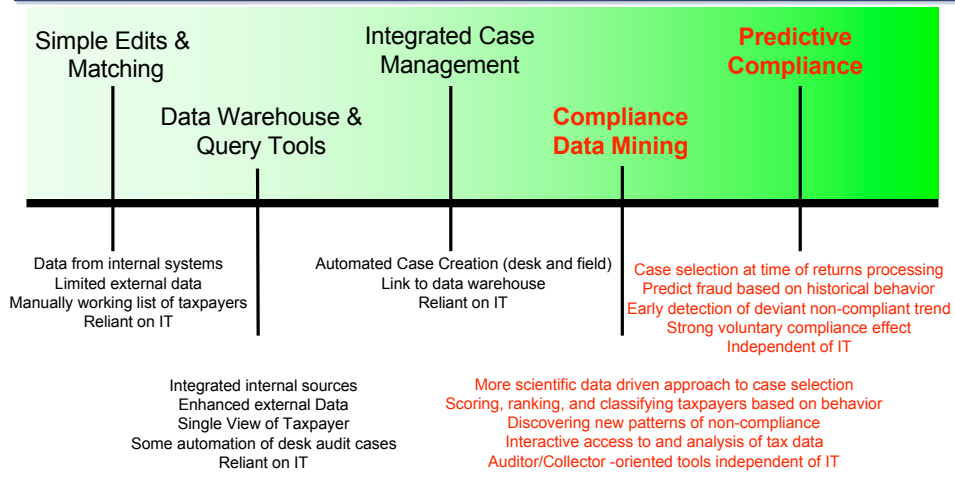 Simple Edits &
Matching
Data Warehouse &
Query Tools
Integrated Case
Management
Compliance
Data Mining
Predictive
Compliance
Data from internal systems
Limited external data
Manually working list of taxpayers
Reliant on IT
Integrated internal sources
Enhanced external Data
Single View of Taxpayer
Some automation of desk audit cases
Reliant on IT
Automated Case Creation (desk and field)
Link to data warehouse
Reliant on IT
More scientific data driven approach to case selection
Scoring, ranking, and classifying taxpayers based on behavior
Discovering new patterns of non-compliance
Interactive access to and analysis of tax data
Auditor/Collector -oriented tools independent of IT
Case selection at time of returns processing
Predict fraud based on historical behavior
Early detection of deviant non-compliant trend
Strong voluntary compliance effect
Independent of IT